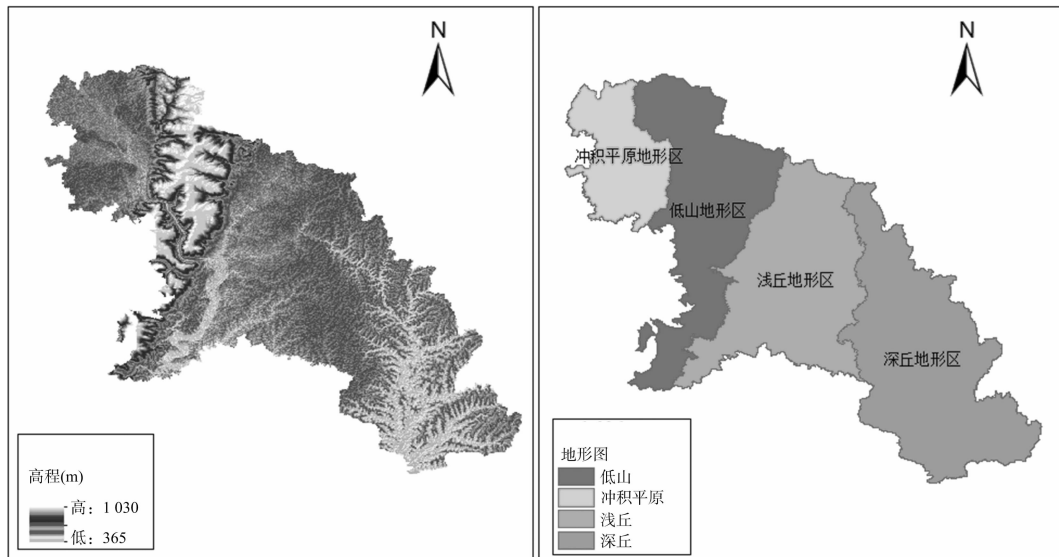 N
高程(m)
高：1 030
低：365
N
冲积平原地形区
低山地形区
浅丘地形区
深丘地形区
地形图
低山
冲积平原
浅丘
深丘